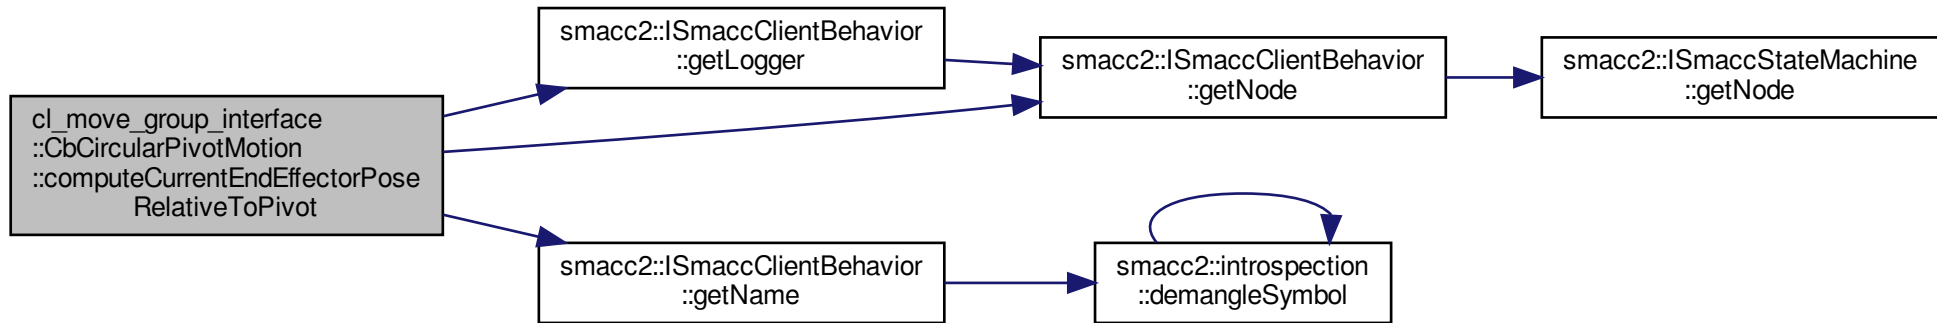 cl_move_group_interface
::CbCircularPivotMotion
::computeCurrentEndEffectorPose
RelativeToPivot
smacc2::ISmaccClientBehavior
::getLogger
smacc2::ISmaccClientBehavior
::getNode
smacc2::ISmaccStateMachine
::getNode
smacc2::ISmaccClientBehavior
::getName
smacc2::introspection
::demangleSymbol